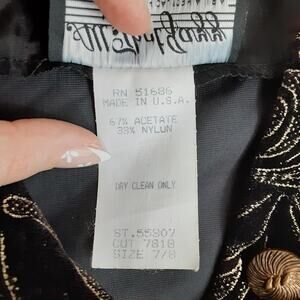 RN 51686
MADE IN U.S.A.
67% ACETATE
33% NYLON
DRY CLEAN ONLY
ST.55807
CUT 7818
SIZE 7/8